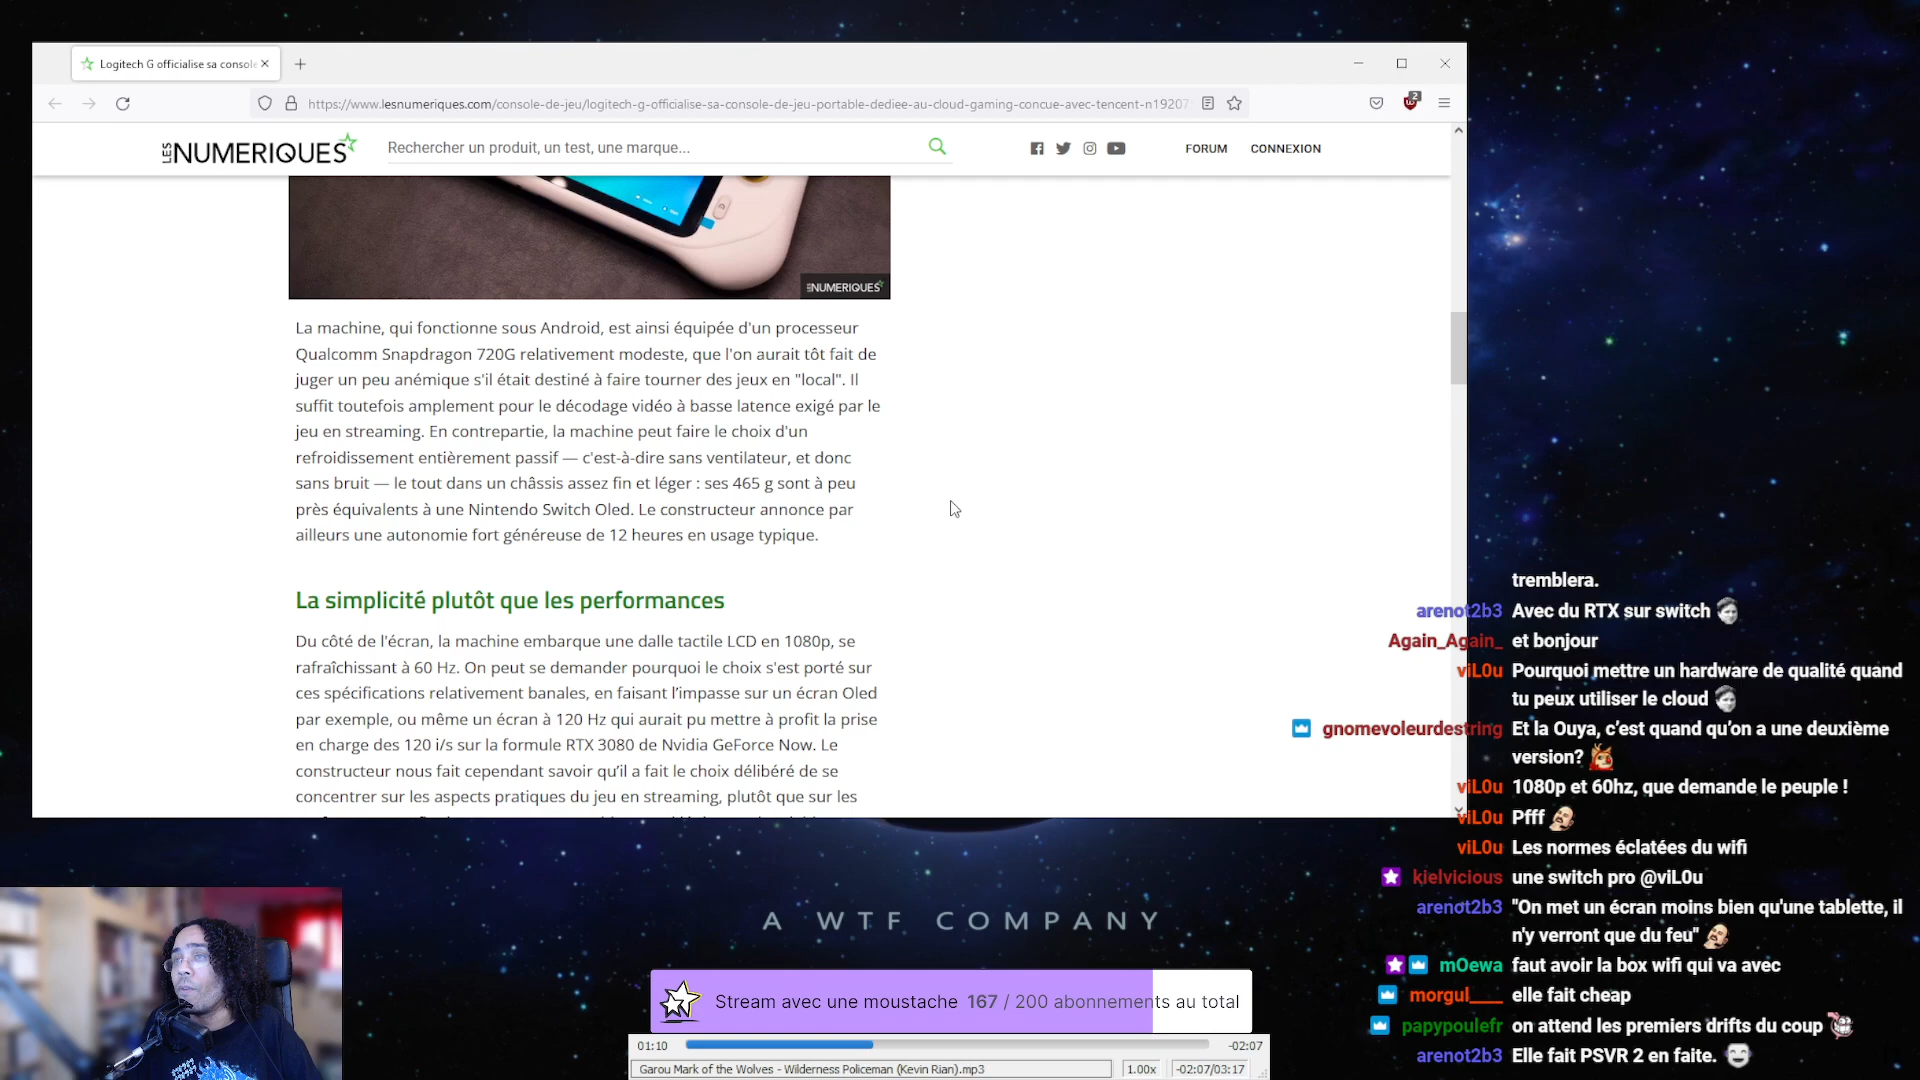 Logitech G officialise sa console
https://www.lesnumeriques.com/console-de-jeu/logitech-g-officialise-sa-console-de-jeu-portable-dediee-au-cloud-gaming-concue-avec-tencent-n19207
2
LES NUMERIQUES
Rechercher un produit, un test, une marque...
FORUM
CONNEXION
LES NUMERIQUES
La machine, qui fonctionne sous Android, est ainsi équipée d'un processeur
Qualcomm Snapdragon 720G relativement modeste, que l'on aurait tôt fait de
juger un peu anémique s'il était destiné à faire tourner des jeux en "local". Il
suffit toutefois amplement pour le décodage vidéo à basse latence exigé par le
jeu en streaming. En contrepartie, la machine peut faire le choix d'un
refroidissement entièrement passif — c'est-à-dire sans ventilateur, et donc
sans bruit — le tout dans un châssis assez fin et léger : ses 465 g sont à peu
près équivalents à une Nintendo Switch Oled. Le constructeur annonce par
ailleurs une autonomie fort généreuse de 12 heures en usage typique.
La simplicité plutôt que les performances
Du côté de l'écran, la machine embarque une dalle tactile LCD en 1080p, se
rafraîchissant à 60 Hz. On peut se demander pourquoi le choix s'est porté sur
ces spécifications relativement banales, en faisant l’impasse sur un écran Oled
par exemple, ou même un écran à 120 Hz qui aurait pu mettre à profit la prise
en charge des 120 i/s sur la formule RTX 3080 de Nvidia GeForce Now. Le
constructeur nous fait cependant savoir qu’il a fait le choix délibéré de se
concentrer sur les aspects pratiques du jeu en streaming, plutôt que sur les
tremblera.
arenot2b3 Avec du RTX sur switch
Again_Again_ et bonjour
viL0u Pourquoi mettre un hardware de qualité quand
tu peux utiliser le cloud
gnomevoleurdestring Et la Ouya, c’est quand qu’on a une deuxième
version?
viL0u 1080p et 60hz, que demande le peuple !
viL0u Pfff
viL0u Les normes éclatées du wifi
kielvicious une switch pro @viL0u
arenot2b3 "On met un écran moins bien qu'une tablette, il
n'y verront que du feu"
mOewa faut avoir la box wifi qui va avec
morgul____ elle fait cheap
papypoulefr on attend les premiers drifts du coup
arenot2b3 Elle fait PSVR 2 en faite.
A WTF COMPANY
Stream avec une moustache 167 / 200 abonnements au total
01:10
-02:07
Garou Mark of the Wolves - Wilderness Policeman (Kevin Rian).mp3
1.00x
-02:07/03:17